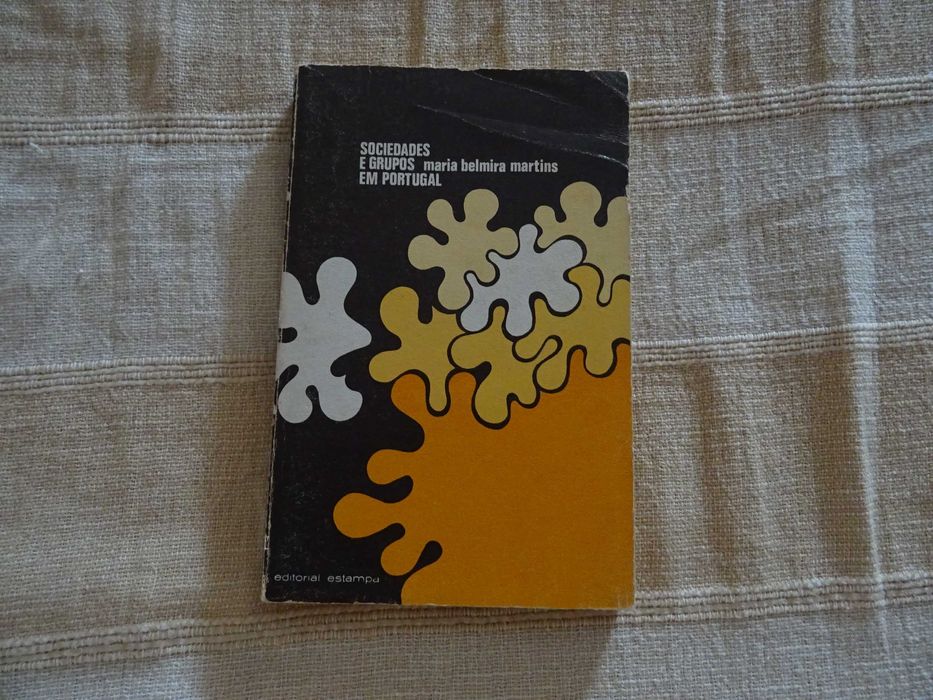 SOCIEDADES
E GRUPOS maria belmira martins
EM PORTUGAL
editorial estampa